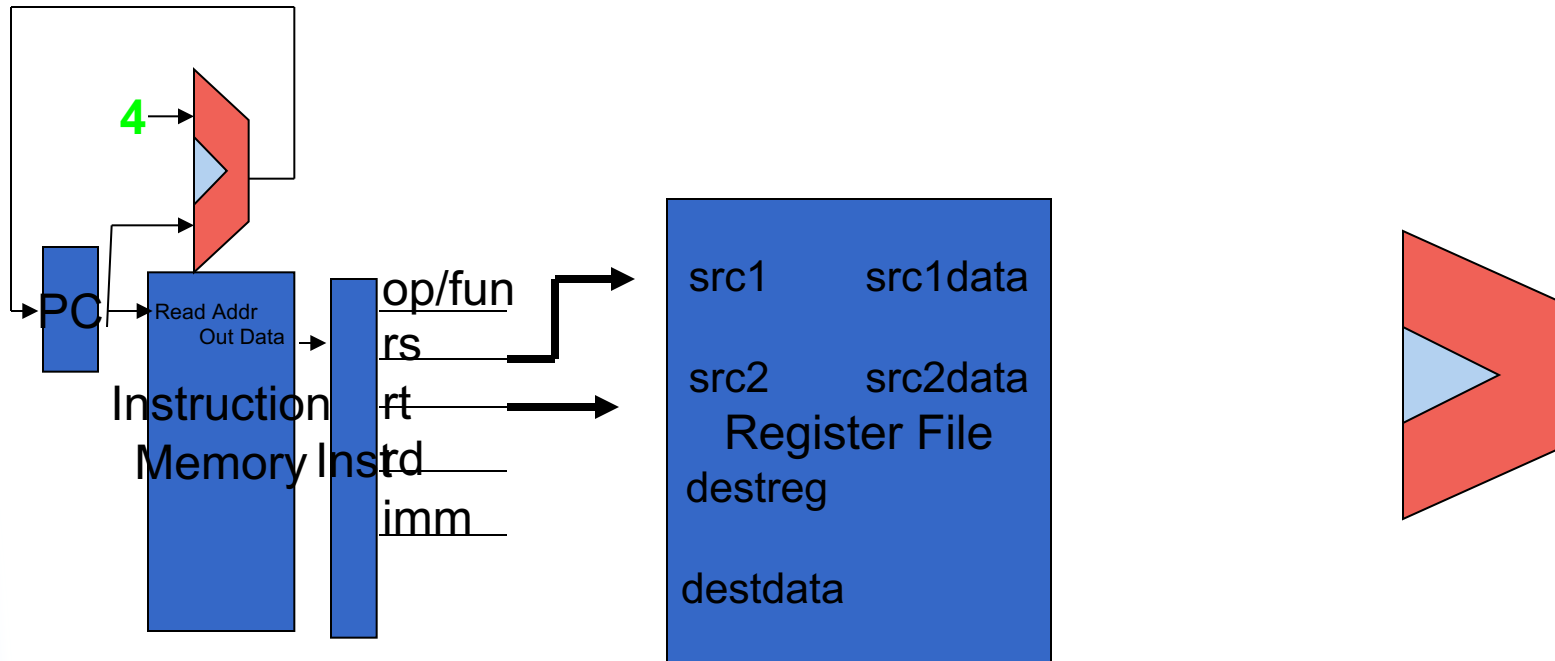 4
PC
Read Addr
Out Data
Instruction
Memory
Inst
op/fun
rs
rt
rd
imm
src1 src1data
src2 src2data
Register File
destreg
destdata